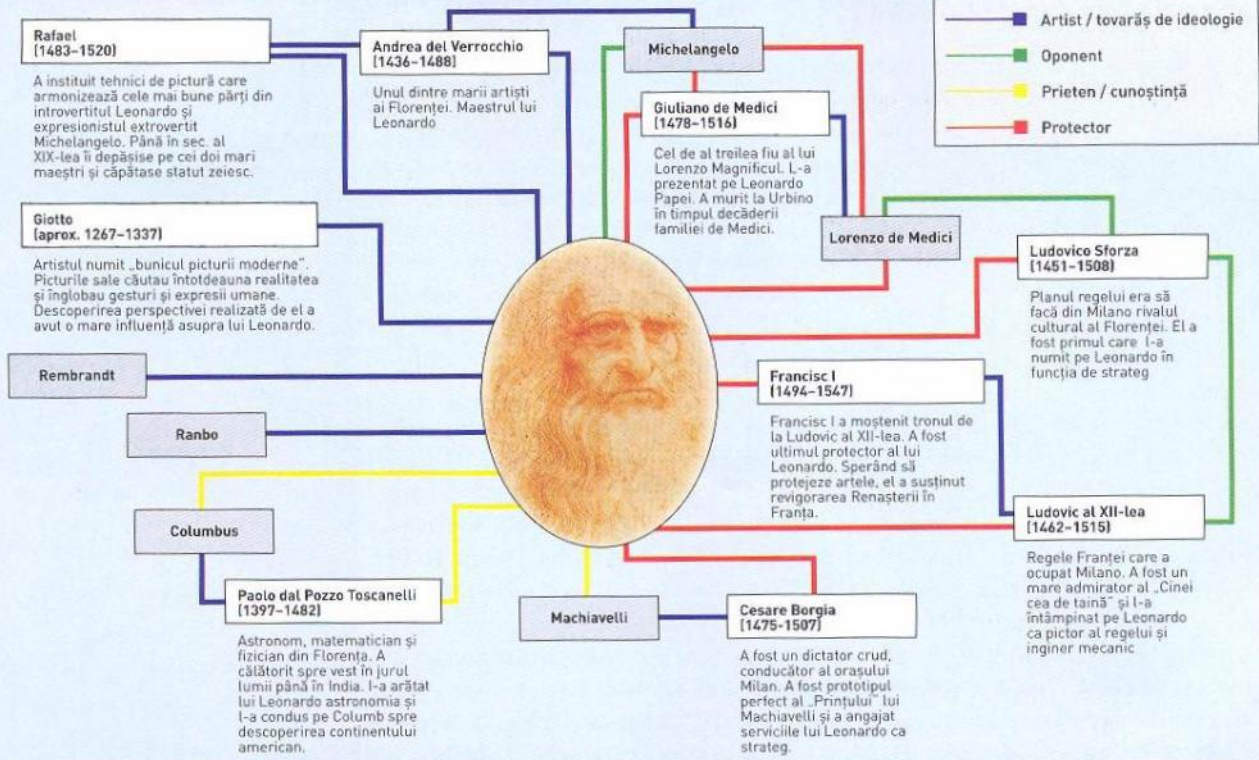 Rafael
(1483–1520)
A instituit tehnici de pictură care
armonizează cele mai bune părți din
introvertitul Leonardo și
expresionistul extrovertit
Michelangelo. Până în sec. al
XIX-lea îi depășise pe cei doi mari
maeștri și căpătase statut zeiesc.
Andrea del Verrocchio
(1436–1488)
Unul dintre marii artiști
ai Florenței. Maestrul lui
Leonardo
Michelangelo
Giuliano de Medici
(1478–1516)
Cel de al treilea fiu al lui
Lorenzo Magnificul. L-a
prezentat pe Leonardo
Papei. A murit la Urbino
în timpul decăderii
familiei de Medici.
Artist / tovarăș de ideologie
Oponent
Prieten / cunoștință
Protector
Giotto
(aprox. 1267–1337)
Artistul numit „bunicul picturii moderne”.
Picturile sale căutau întotdeauna realitatea
și înglobau gesturi și expresii umane.
Descoperirea perspectivei realizată de el a
avut o mare influență asupra lui Leonardo.
Lorenzo de Medici
Ludovico Sforza
(1451–1508)
Planul regelui era să
facă din Milano rivalul
cultural al Florenței. El a
fost primul care l-a
numit pe Leonardo în
funcția de strateg
Rembrandt
Ranbo
Francisc I
(1494–1547)
Francisc I a moștenit tronul de
la Ludovic al XII-lea. A fost
ultimul protector al lui
Leonardo. Sperând să
protejeze artele, el a susținut
revigorarea Renașterii în
Franța.
Columbus
Ludovic al XII-lea
(1462–1515)
Regele Franței care a
ocupat Milano. A fost un
mare admirator al „Cinei
cea de taină” și l-a
întâmpinat pe Leonardo
ca pictor al regelui și
inginer mecanic
Paolo dal Pozzo Toscanelli
(1397–1482)
Astronom, matematician și
fizician din Florența. A
călătorit spre vest în jurul
lumii până în India. I-a arătat
lui Leonardo astronomia și
l-a condus pe Columb spre
descoperirea continentului
american.
Machiavelli
Cesare Borgia
(1475-1507)
A fost un dictator crud,
conducător al orașului
Milan. A fost prototipul
perfect al „Prințului” lui
Machiavelli și a angajat
serviciile lui Leonardo ca
strateg.